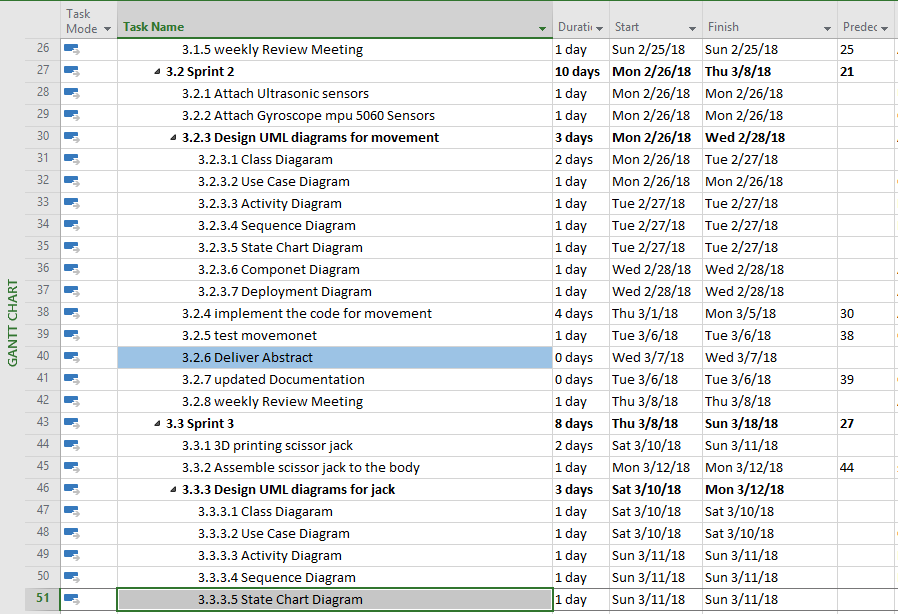 Task Mode Task Name Duratio Start Finish Predec
26 3.1.5 weekly Review Meeting 1 day Sun 2/25/18 Sun 2/25/18 25
27 3.2 Sprint 2 10 days Mon 2/26/18 Thu 3/8/18 21
28 3.2.1 Attach Ultrasonic sensors 1 day Mon 2/26/18 Mon 2/26/18
29 3.2.2 Attach Gyroscope mpu 5060 Sensors 1 day Mon 2/26/18 Mon 2/26/18
30 3.2.3 Design UML diagrams for movement 3 days Mon 2/26/18 Wed 2/28/18
31 3.2.3.1 Class Diagaram 2 days Mon 2/26/18 Tue 2/27/18
32 3.2.3.2 Use Case Diagram 1 day Mon 2/26/18 Mon 2/26/18
33 3.2.3.3 Activity Diagram 1 day Tue 2/27/18 Tue 2/27/18
34 3.2.3.4 Sequence Diagram 1 day Tue 2/27/18 Tue 2/27/18
35 3.2.3.5 State Chart Diagram 1 day Tue 2/27/18 Tue 2/27/18
36 3.2.3.6 Componet Diagram 1 day Wed 2/28/18 Wed 2/28/18
37 3.2.3.7 Deployment Diagram 1 day Wed 2/28/18 Wed 2/28/18
38 3.2.4 implement the code for movement 4 days Thu 3/1/18 Mon 3/5/18 30
39 3.2.5 test movemonet 1 day Tue 3/6/18 Tue 3/6/18 38
40 3.2.6 Deliver Abstract 0 days Wed 3/7/18 Wed 3/7/18
41 3.2.7 updated Documentation 0 days Tue 3/6/18 Tue 3/6/18 39
42 3.2.8 weekly Review Meeting 1 day Thu 3/8/18 Thu 3/8/18
43 3.3 Sprint 3 8 days Thu 3/8/18 Sun 3/18/18 27
44 3.3.1 3D printing scissor jack 2 days Sat 3/10/18 Sun 3/11/18
45 3.3.2 Assemble scissor jack to the body 1 day Mon 3/12/18 Mon 3/12/18 44
46 3.3.3 Design UML diagrams for jack 3 days Sat 3/10/18 Mon 3/12/18
47 3.3.3.1 Class Diagaram 1 day Sat 3/10/18 Sat 3/10/18
48 3.3.3.2 Use Case Diagram 1 day Sat 3/10/18 Sat 3/10/18
49 3.3.3.3 Activity Diagram 1 day Sun 3/11/18 Sun 3/11/18
50 3.3.3.4 Sequence Diagram 1 day Sun 3/11/18 Sun 3/11/18
51 3.3.3.5 State Chart Diagram 1 day Sun 3/11/18 Sun 3/11/18
GANTT CHART